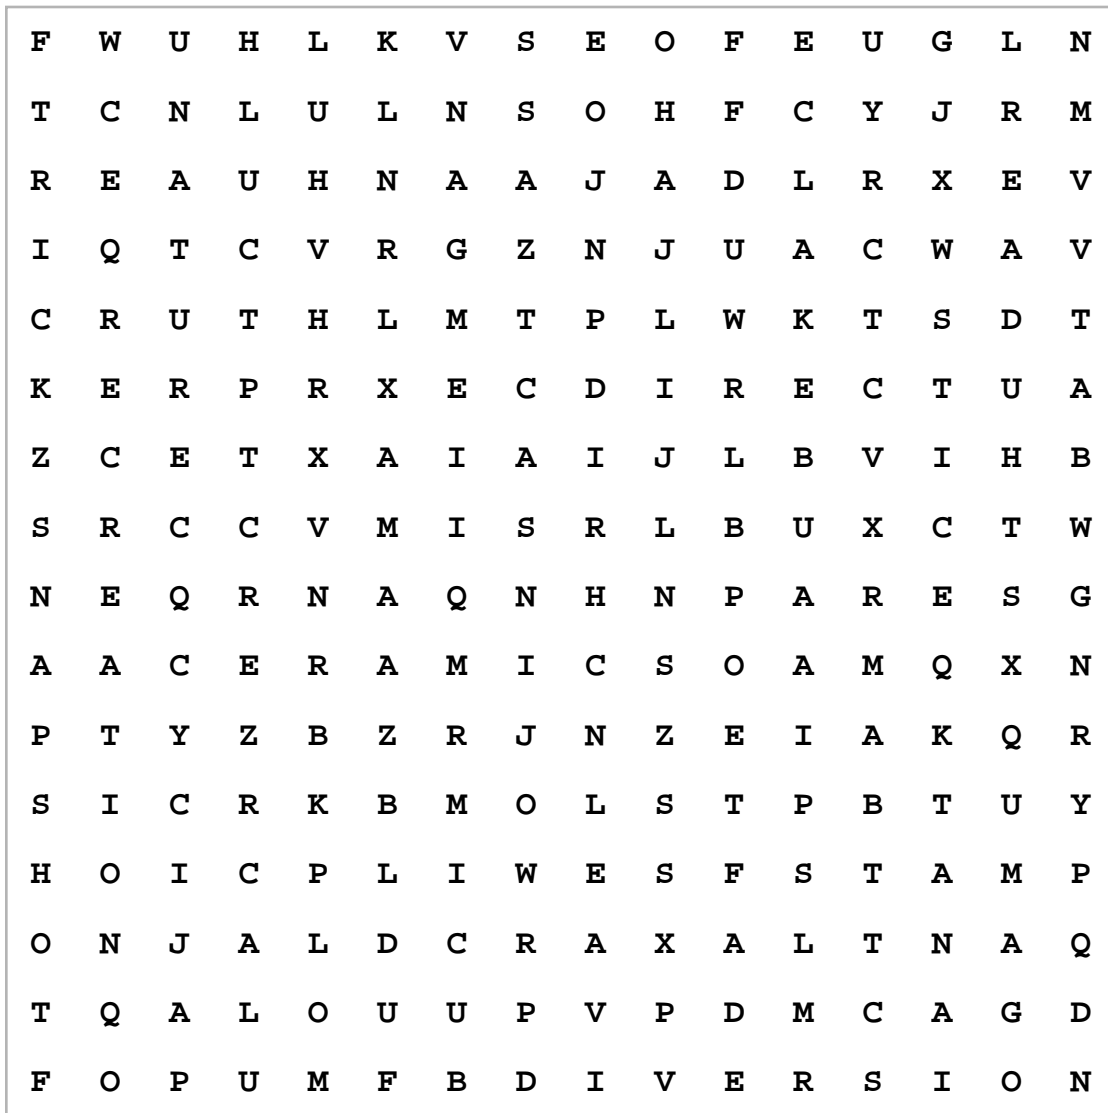 F W U H L K V S E O F E U G L N
T C N L U L N S O H F C Y J R M
R E A U H N A A J A D L R X E V
I Q T C V R G Z N J U A C W A V
C R U T H L M T P L W K T S D T
K E R P R X E C D I R E C T U A
Z C E T X A I A I J L B V I H B
S R C C V M I S R L B U X C T W
N E Q R N A Q N H N P A R E S G
A A C E R A M I C S O A M Q X N
P T Y Z B Z R J N Z E I A K Q R
S I C R K B M O L S T P B T U Y
H O I C P L I W E S F S T A M P
O N J A L D C R A X A L T N A Q
T Q A L O U U P V P D M C A G D
F O P U M F B D I V E R S I O N